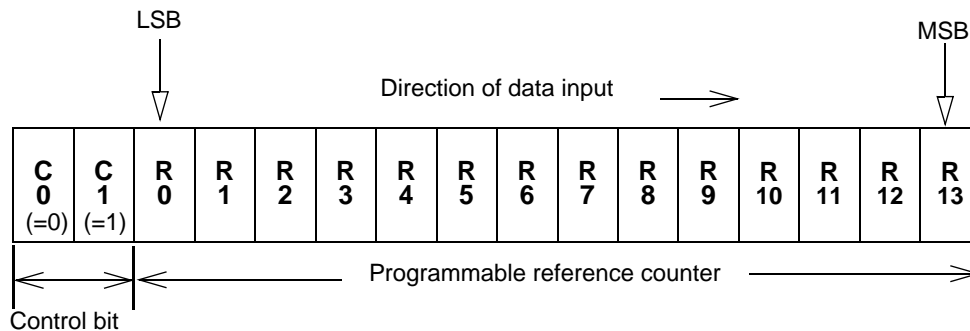 LSB
MSB
Direction of data input
C C R R R R R R R R R R R R R R
0 1 0 1 2 3 4 5 6 7 8 9 10 11 12 13
(=0) (=1)
Programmable reference counter
Control bit